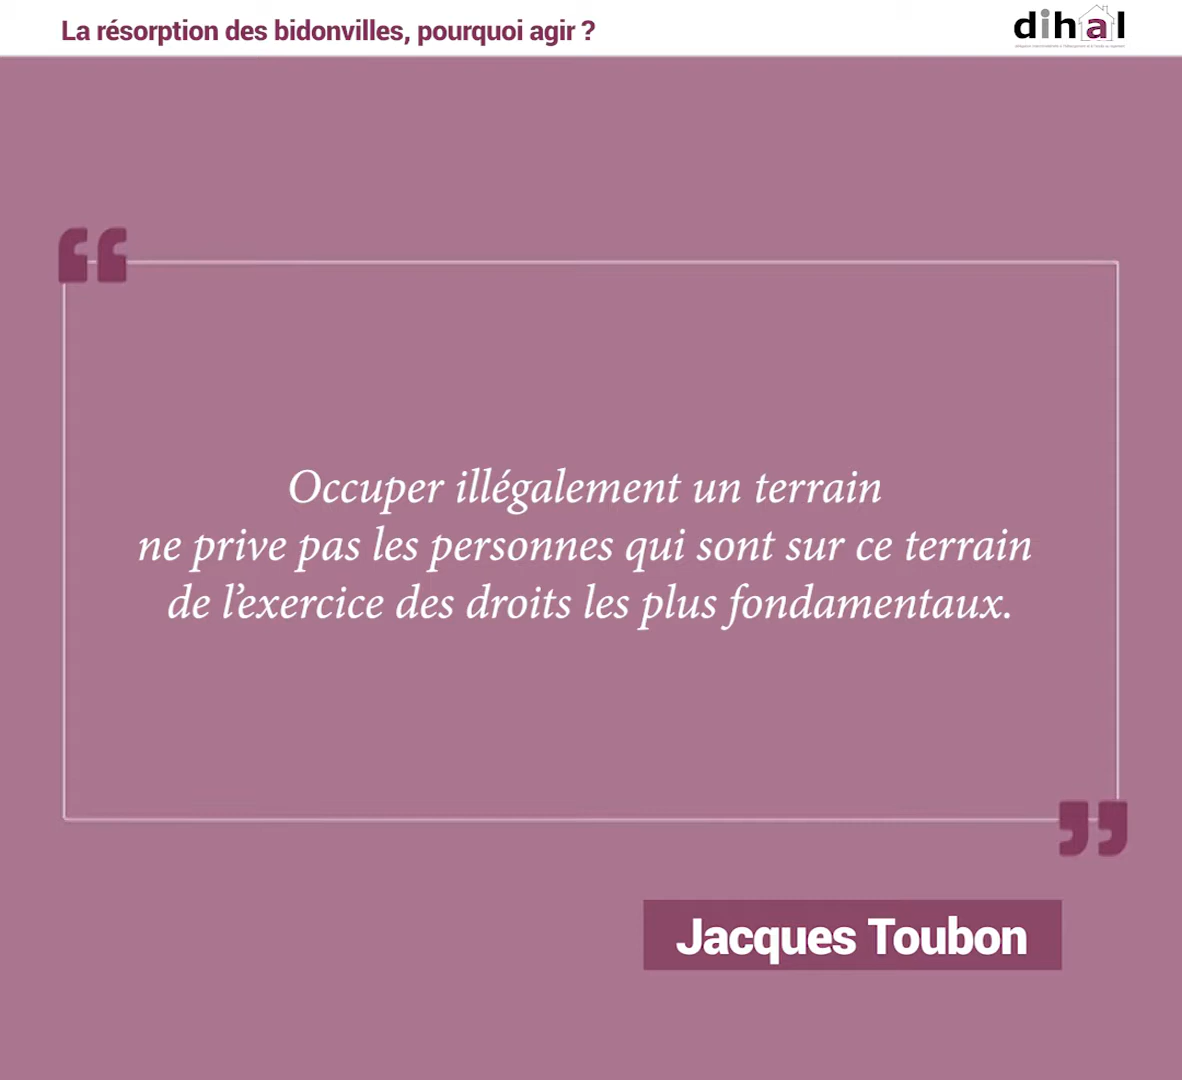 La résorption des bidonvilles, pourquoi agir ?
dihal
Occuper illégalement un terrain
ne prive pas les personnes qui sont sur ce terrain
de l’exercice des droits les plus fondamentaux.
Jacques Toubon